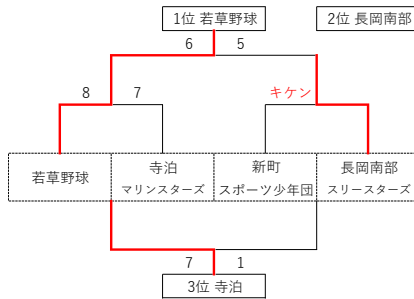 1位 若草野球 2位 長岡南部
6 5
8 7 キケン
若草野球
寺泊
マリンスターズ
新町
スポーツ少年団
長岡南部
スリースターズ
7 1
3位 寺泊